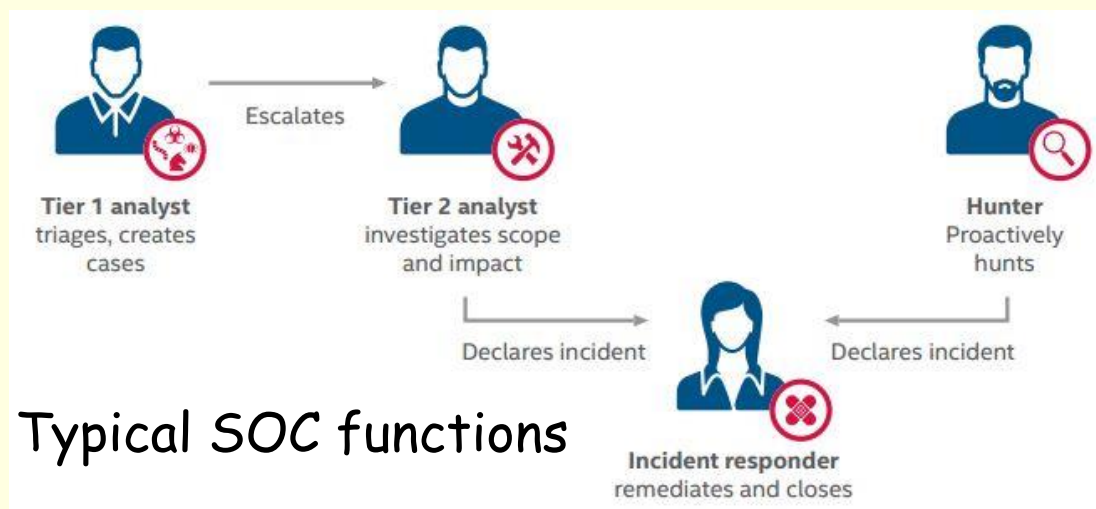 Escalates
Tier 1 analyst
triages, creates
cases
Tier 2 analyst
investigates scope
and impact
Hunter
Proactively
hunts
Declares incident
Declares incident
Typical SOC functions
Incident responder
remediates and closes